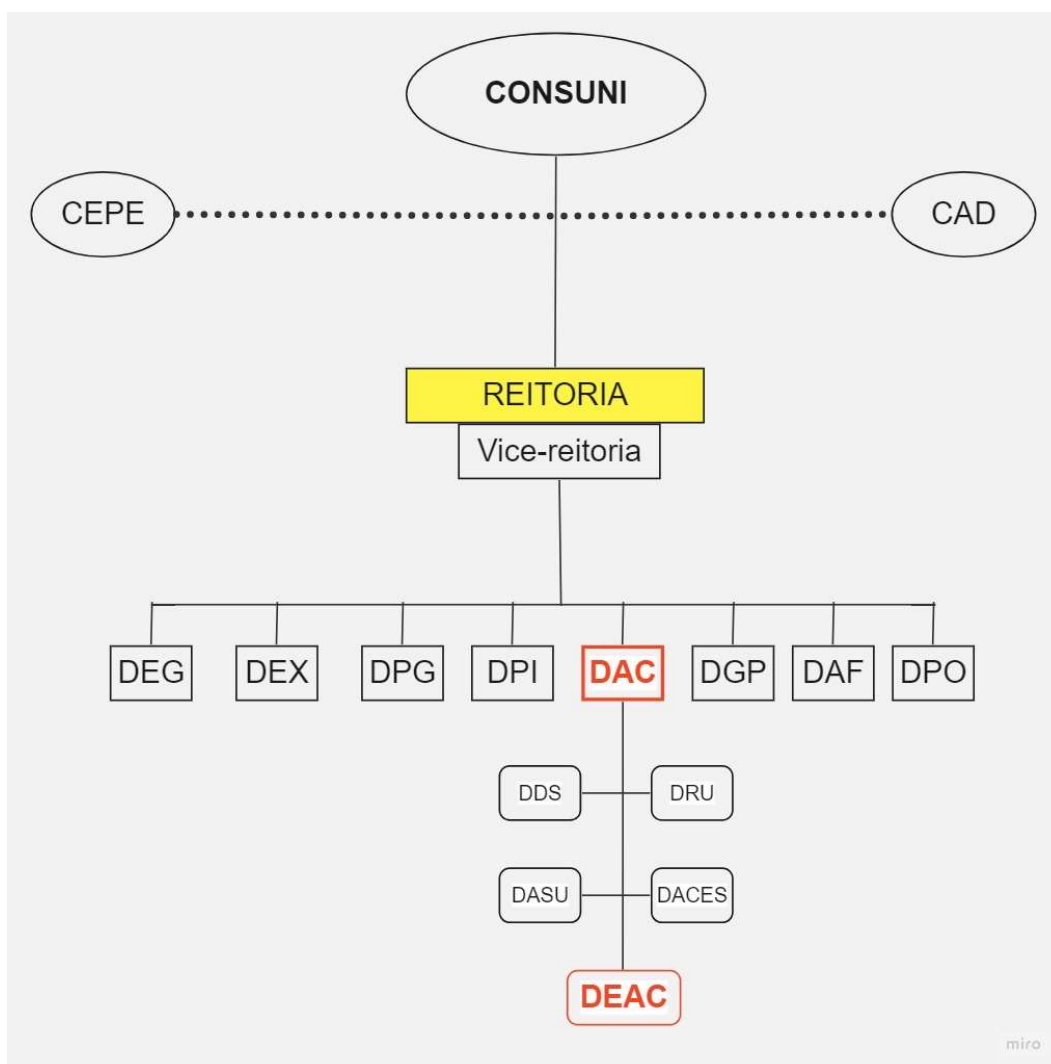 CONSUNI
CEPE
CAD
REITORIA
Vice-reitoria
DEG
DEX
DPG
DPI
DAC
DGP
DAF
DPO
DDS
DRU
DASU
DACES
DEAC
miro